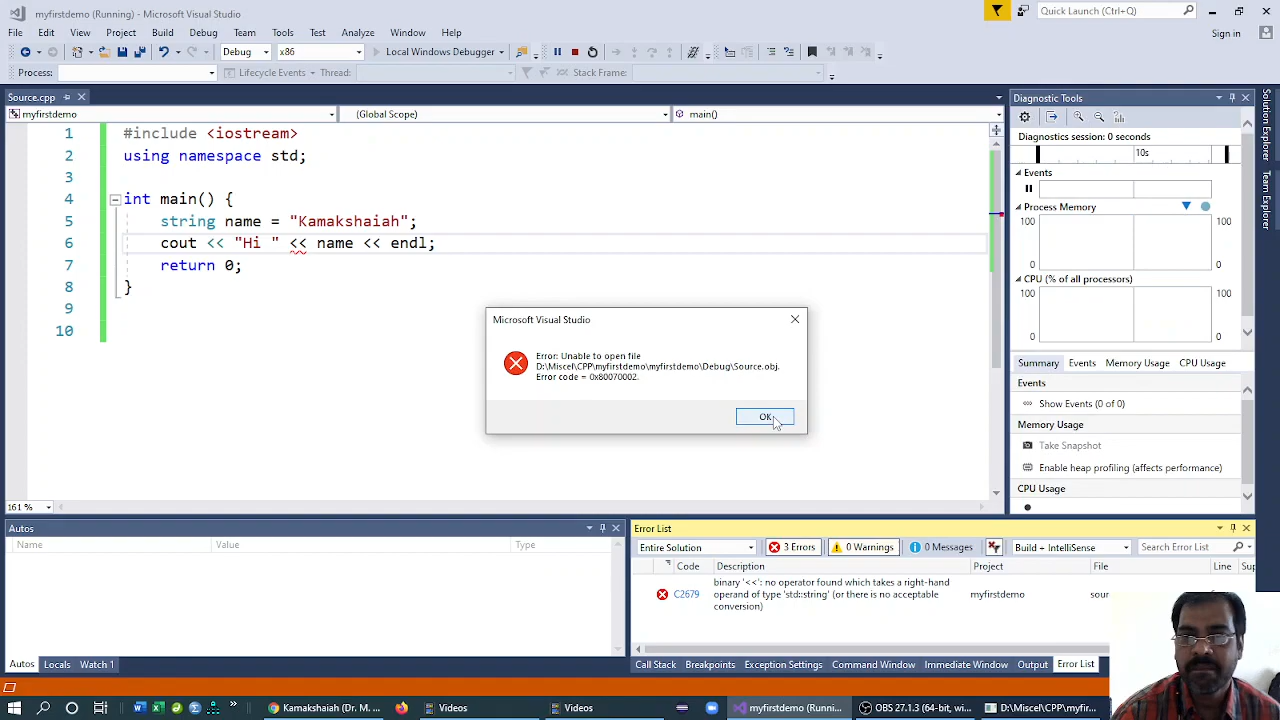 myfirstdemo (Running) - Microsoft Visual Studio
Quick Launch (Ctrl+Q)
File Edit View Project Build Debug Team Tools Test Analyze Window Help
Sign in
Debug x86 Local Windows Debugger
Process: Lifecycle Events Thread: Stack Frame:
Source.cpp
myfirstdemo (Global Scope) main()
1 #include <iostream>
2 using namespace std;
3
4 int main() {
5 string name = "Kamakshaiah";
6 cout << "Hi " << name << endl;
7 return 0;
8 }
9
10
Microsoft Visual Studio
Error: Unable to open file
D:\Miscel\CPP\myfirstdemo\myfirstdemo\Debug\Source.obj.
Error code = 0x80070002.
OK
161 %
Diagnostic Tools
Diagnostics session: 0 seconds
10s
Events
Process Memory
100 100
0 0
CPU (% of all processors)
100 100
0 0
Summary Events Memory Usage CPU Usage
Events
Show Events (0 of 0)
Memory Usage
Take Snapshot
Enable heap profiling (affects performance)
CPU Usage
Solution Explorer
Team Explorer
Autos
Name Value Type
Autos Locals Watch 1
Error List
Entire Solution 3 Errors 0 Warnings 0 Messages Build + IntelliSense Search Error List
Code Description Project File Line
C2679 binary '<<': no operator found which takes a right-hand
operand of type 'std::string' (or there is no acceptable
conversion)
myfirstdemo
Call Stack Breakpoints Exception Settings Command Window Immediate Window Output Error List
Kamakshaiah (Dr. M... Videos Videos myfirstdemo (Runni... OBS 27.1.3 (64-bit, wi... D:\Miscel\CPP\myfirs...